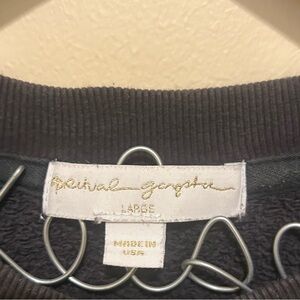 spiritual gangster
LARGE
MADE IN
USA